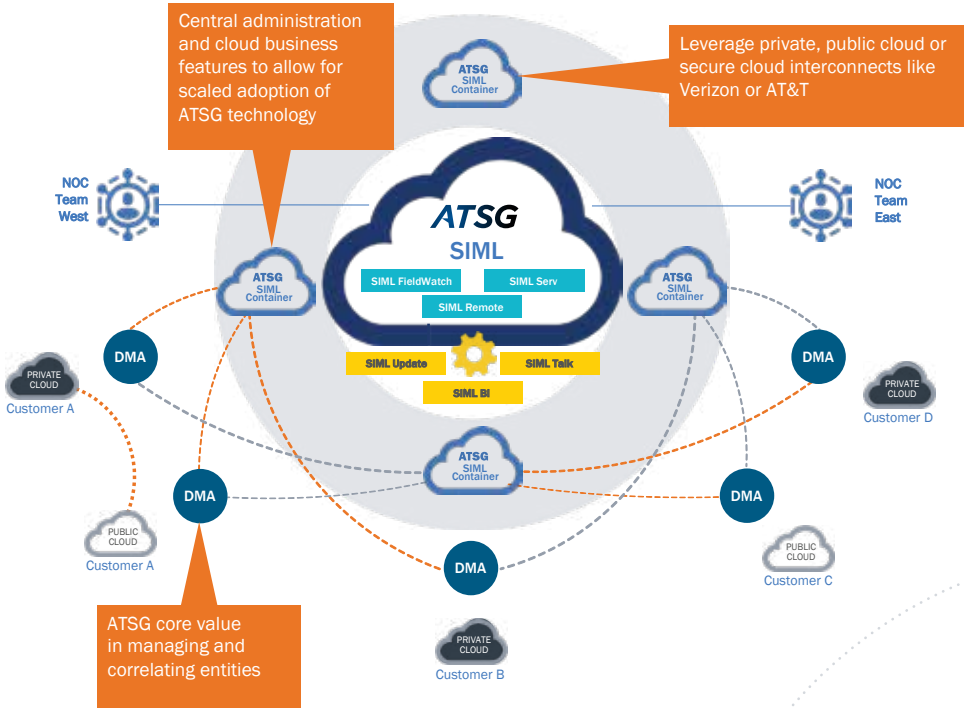 Central administration
and cloud business
features to allow for
scaled adoption of
ATSG technology
ATSG
SIML
Container
Leverage private, public cloud or
secure cloud interconnects like
Verizon or AT&T
NOC
Team
West
NOC
Team
East
ATSG
SIML
SIML FieldWatch
SIML Serv
SIML Remote
SIML Update
SIML Talk
SIML BI
ATSG
SIML
Container
ATSG
SIML
Container
DMA
DMA
PRIVATE
CLOUD
Customer A
PRIVATE
CLOUD
Customer D
ATSG
SIML
Container
DMA
DMA
PUBLIC
CLOUD
Customer A
PUBLIC
CLOUD
Customer C
DMA
ATSG core value
in managing and
correlating entities
PRIVATE
CLOUD
Customer B